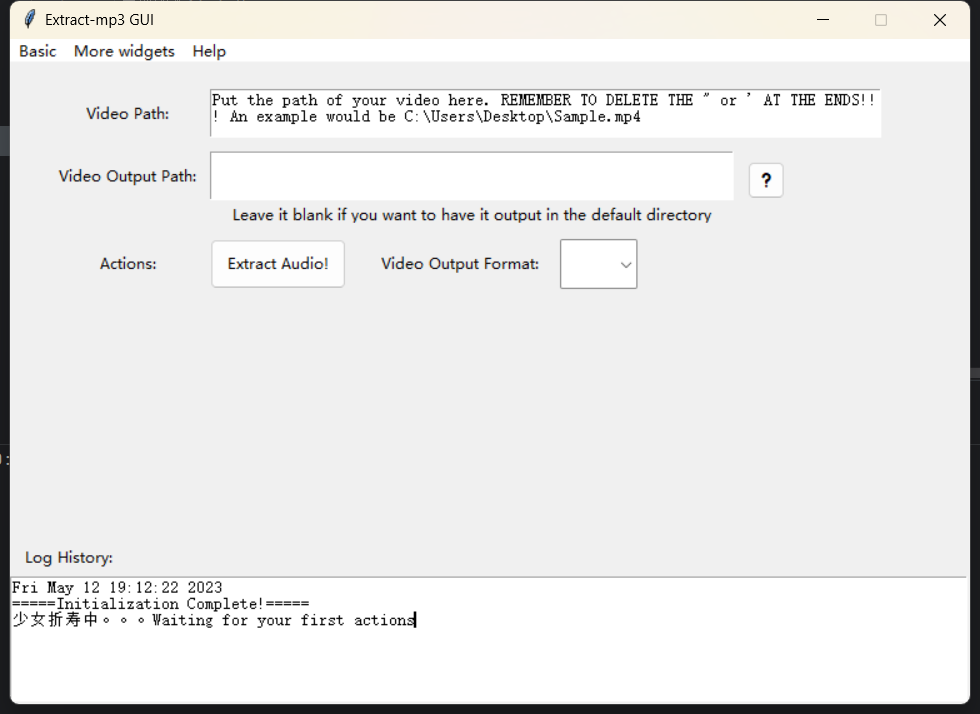 Extract-mp3 GUI
Basic More widgets Help
Video Path:
Put the path of your video here. REMEMBER TO DELETE THE " or ' AT THE ENDS!!
! An example would be C:\Users\Desktop\Sample.mp4
Video Output Path:
?
Leave it blank if you want to have it output in the default directory
Actions:
Extract Audio!
Video Output Format:
Log History:
Fri May 12 19:12:22 2023
=====Initialization Complete!=====
少女折寿中。。。Waiting for your first actions